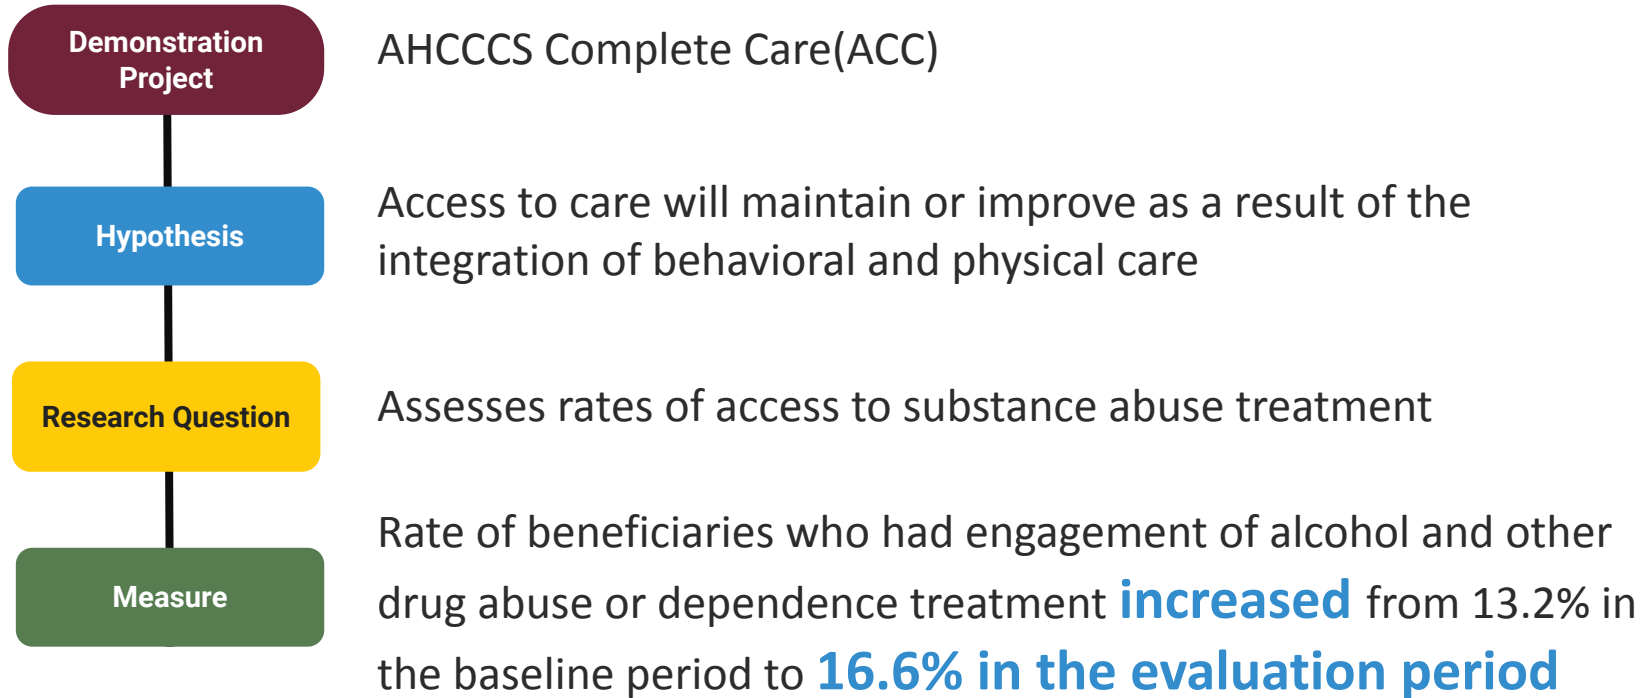 Demonstration
Project
AHCCCS Complete Care(ACC)
Hypothesis
Access to care will maintain or improve as a result of the
integration of behavioral and physical care
Research Question
Assesses rates of access to substance abuse treatment
Measure
Rate of beneficiaries who had engagement of alcohol and other
drug abuse or dependence treatment increased from 13.2% in
the baseline period to 16.6% in the evaluation period